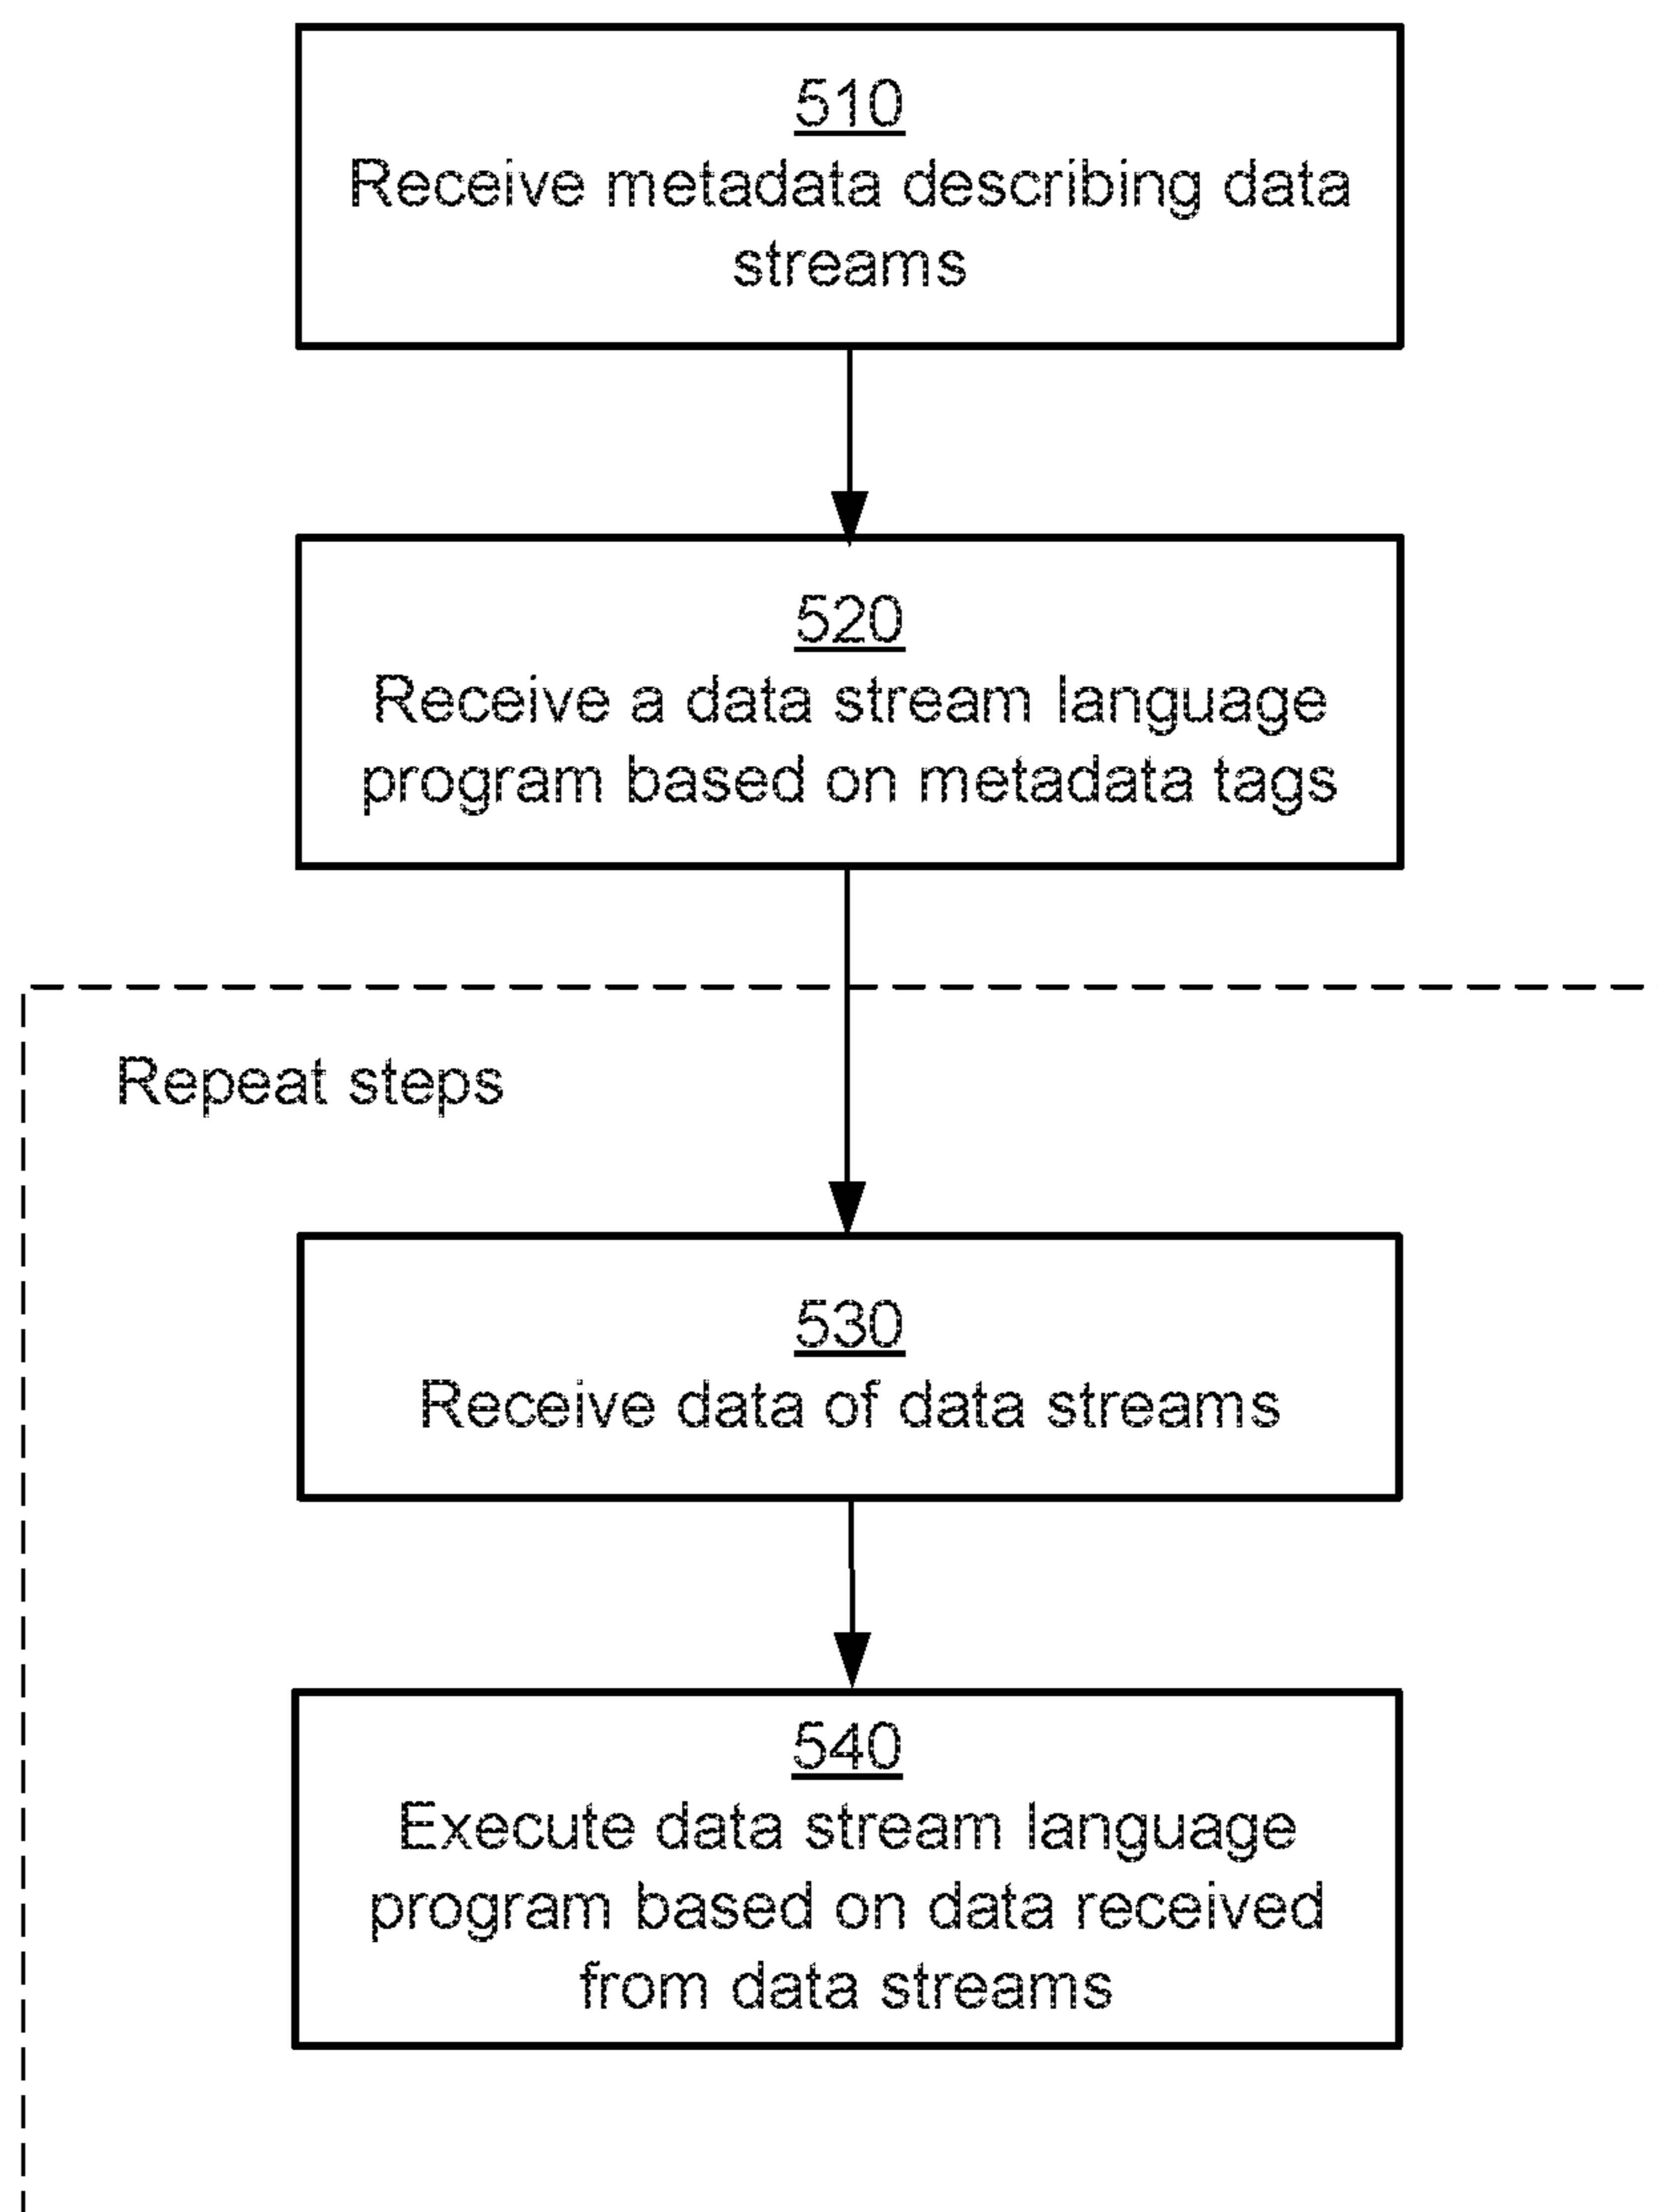 510
Receive metadata describing data
streams
520
Receive a data stream language
program based on metadata tags
Repeat steps
530
Receive data of data streams
540
Execute data stream language
program based on data received
from data streams